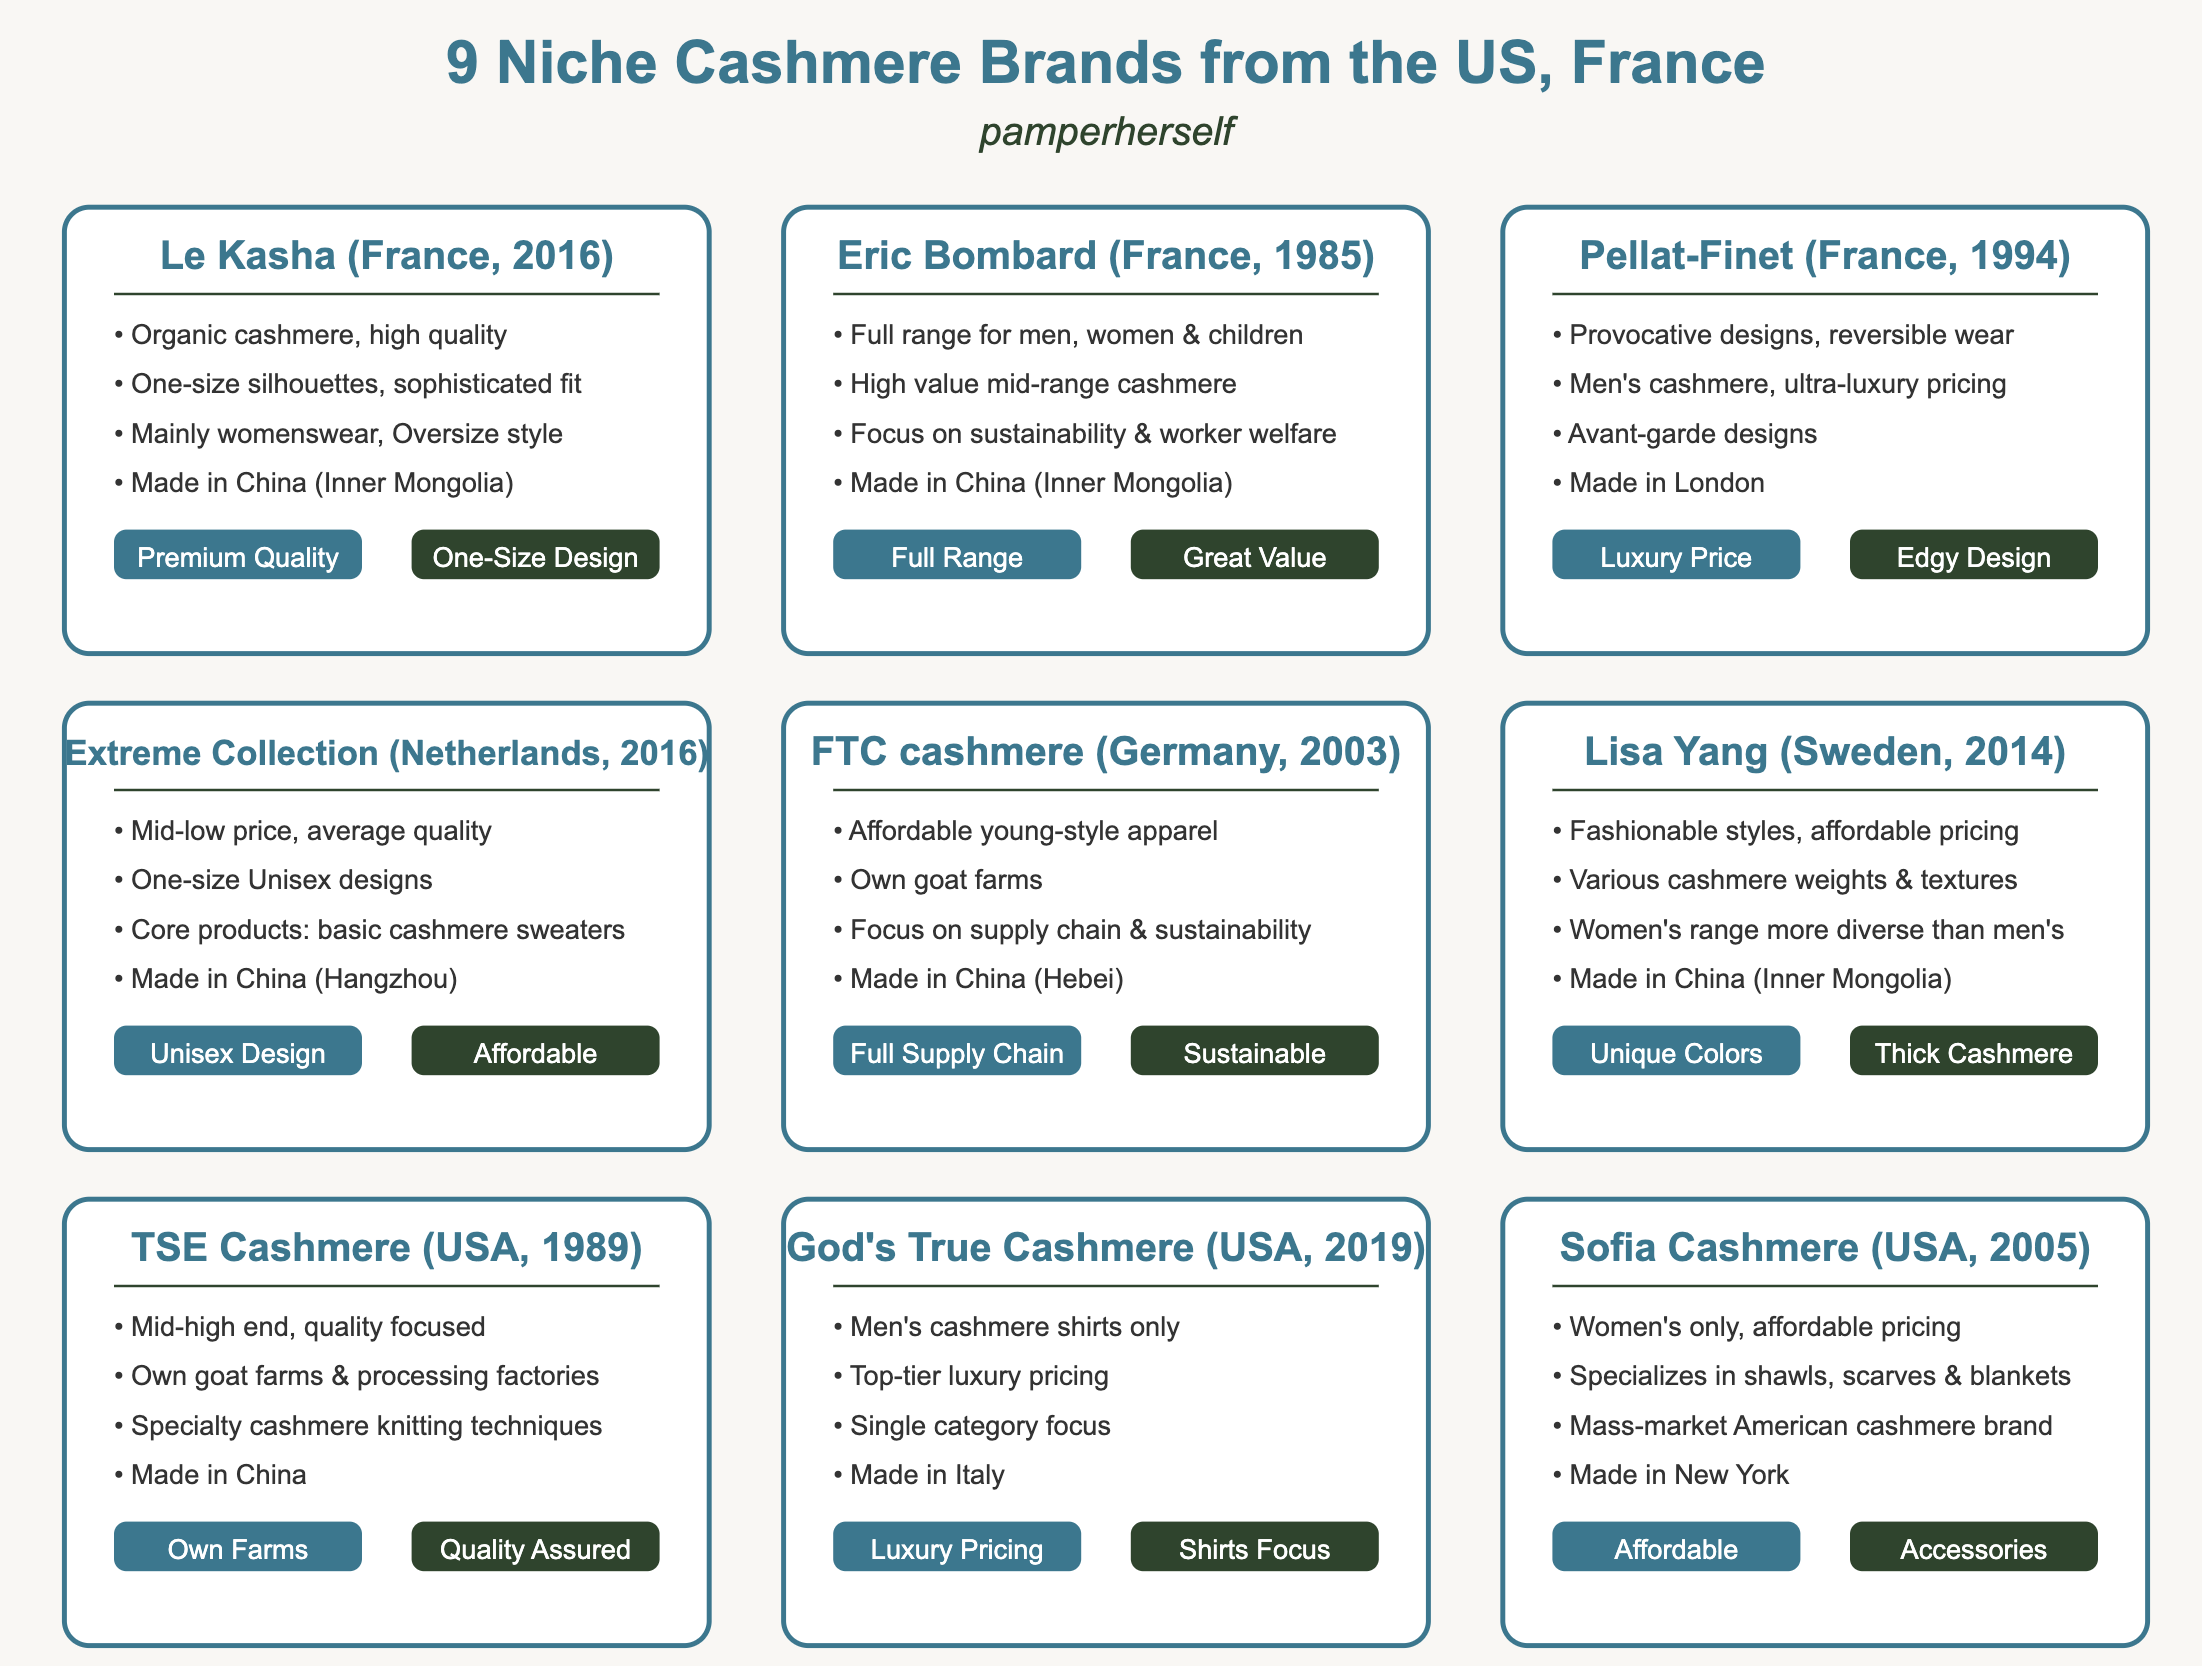 9 Niche Cashmere Brands from the US, France
pamperherself
Le Kasha (France, 2016)
• Organic cashmere, high quality
• One-size silhouettes, sophisticated fit
• Mainly womenswear, Oversize style
• Made in China (Inner Mongolia)
Premium Quality
One-Size Design
Eric Bombard (France, 1985)
• Full range for men, women & children
• High value mid-range cashmere
• Focus on sustainability & worker welfare
• Made in China (Inner Mongolia)
Full Range
Great Value
Pellat-Finet (France, 1994)
• Provocative designs, reversible wear
• Men's cashmere, ultra-luxury pricing
• Avant-garde designs
• Made in London
Luxury Price
Edgy Design
Extreme Collection (Netherlands, 2016)
• Mid-low price, average quality
• One-size Unisex designs
• Core products: basic cashmere sweaters
• Made in China (Hangzhou)
Unisex Design
Affordable
FTC cashmere (Germany, 2003)
• Affordable young-style apparel
• Own goat farms
• Focus on supply chain & sustainability
• Made in China (Hebei)
Full Supply Chain
Sustainable
Lisa Yang (Sweden, 2014)
• Fashionable styles, affordable pricing
• Various cashmere weights & textures
• Women's range more diverse than men's
• Made in China (Inner Mongolia)
Unique Colors
Thick Cashmere
TSE Cashmere (USA, 1989)
• Mid-high end, quality focused
• Own goat farms & processing factories
• Specialty cashmere knitting techniques
• Made in China
Own Farms
Quality Assured
God's True Cashmere (USA, 2019)
• Men's cashmere shirts only
• Top-tier luxury pricing
• Single category focus
• Made in Italy
Luxury Pricing
Shirts Focus
Sofia Cashmere (USA, 2005)
• Women's only, affordable pricing
• Specializes in shawls, scarves & blankets
• Mass-market American cashmere brand
• Made in New York
Affordable
Accessories